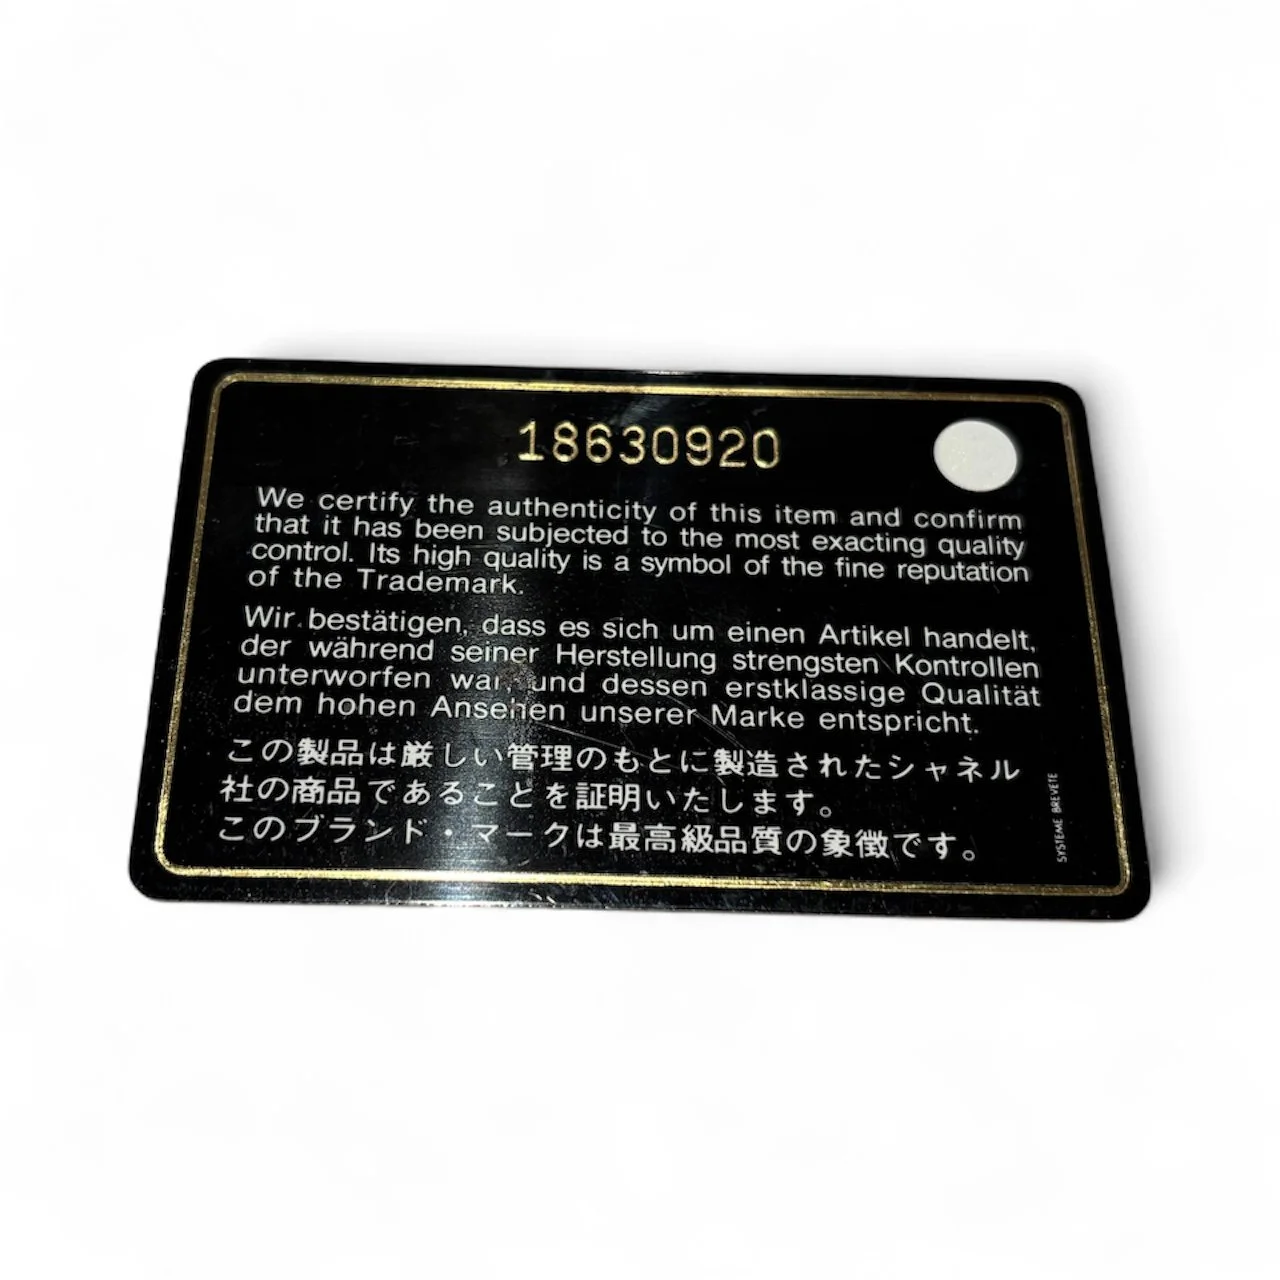 18630920
We certify the authenticity of this item and confirm
that it has been subjected to the most exacting quality
control. Its high quality is a symbol of the fine reputation
of the Trademark.
Wir bestätigen, dass es sich um einen Artikel handelt,
der während seiner Herstellung strengsten Kontrollen
unterworfen war, und dessen erstklassige Qualität
dem hohen Ansehen unserer Marke entspricht.
この製品は厳しい管理のもとに製造されたシャネル
社の商品であることを証明いたします。
このブランド・マークは最高級品質の象徴です。
SYSTEME BREVETE